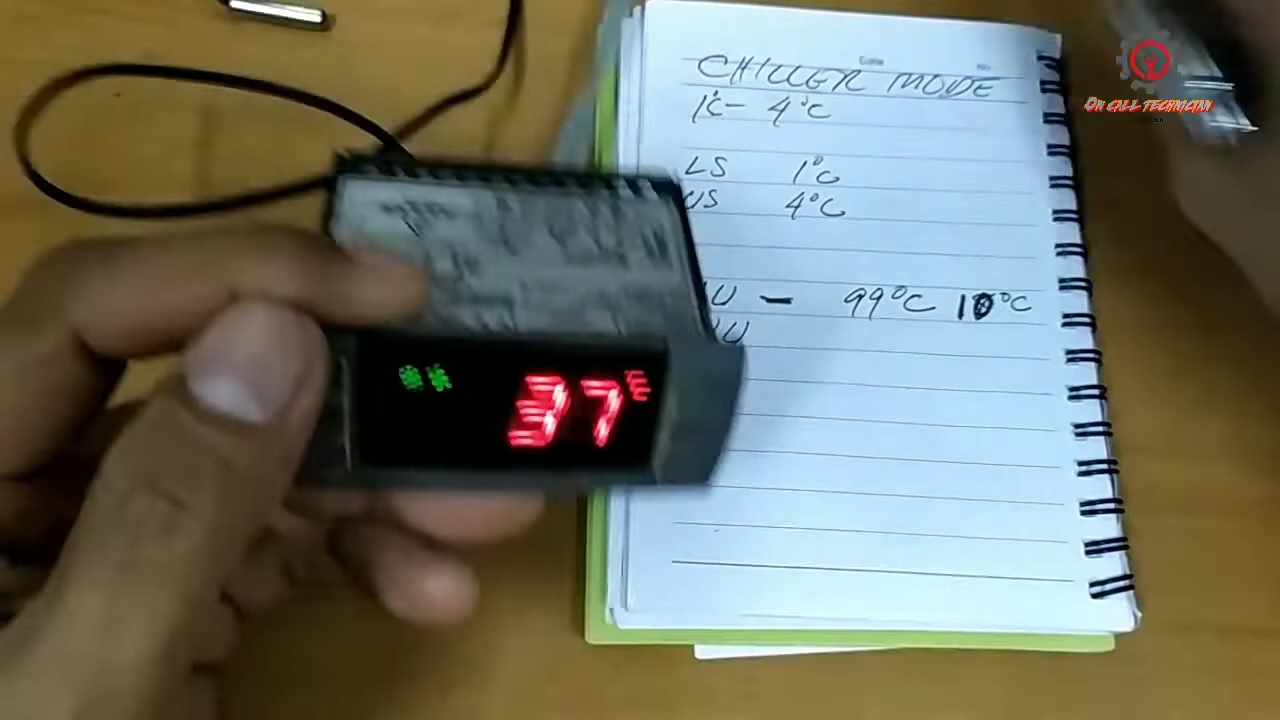 CHILLER MODE
1°C - 4°C
LS 1°C
US 4°C
U - 99°C 10°C
U
37°C
ON CALL TECHNICIAN